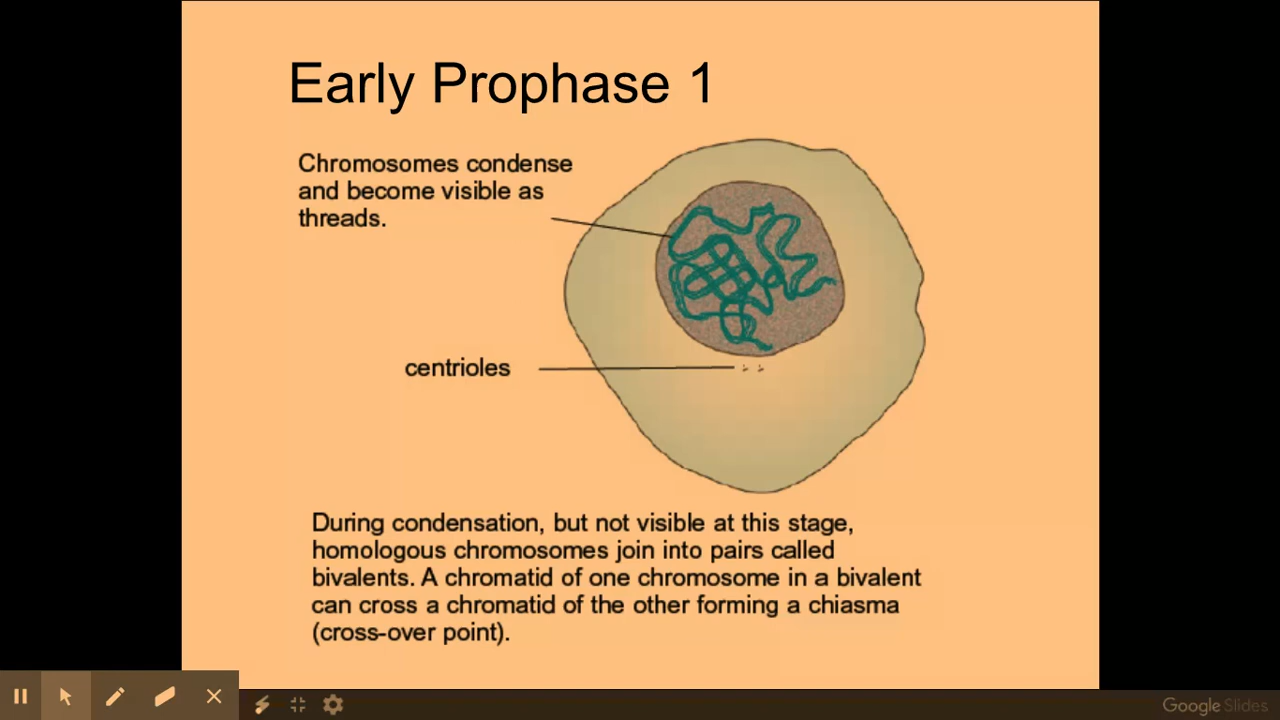 Early Prophase 1
Chromosomes condense
and become visible as
threads.
centrioles
During condensation, but not visible at this stage,
homologous chromosomes join into pairs called
bivalents. A chromatid of one chromosome in a bivalent
can cross a chromatid of the other forming a chiasma
(cross-over point).
Google Slides